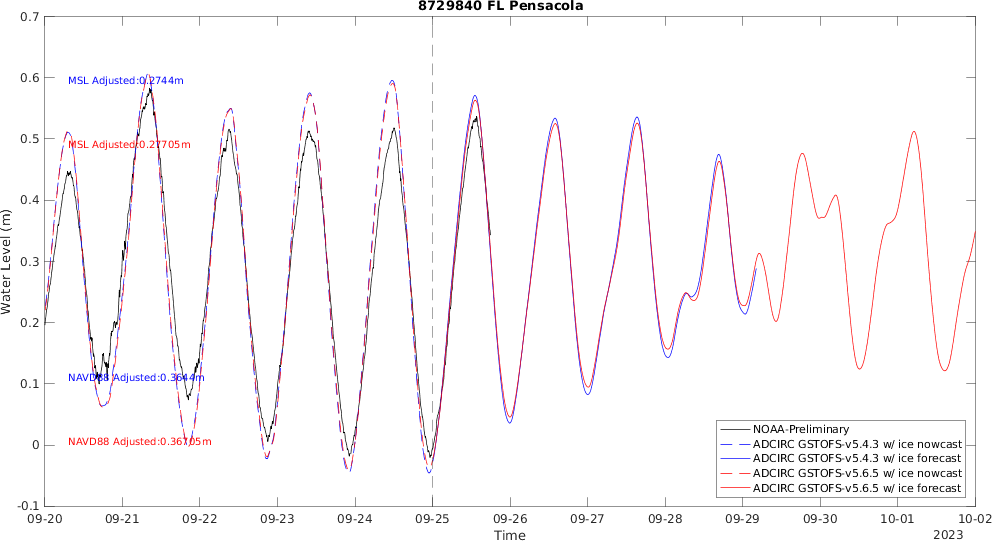 8729840 FL Pensacola
0.7
0.6
0.5
0.4
0.3
0.2
0.1
0
-0.1
Water Level (m)
MSL Adjusted:0.2744m
MSL Adjusted:0.27705m
NAVD88 Adjusted:0.3644m
NAVD88 Adjusted:0.36705m
NOAA-Preliminary
ADCIRC GSTOFS-v5.4.3 w/ ice nowcast
ADCIRC GSTOFS-v5.4.3 w/ ice forecast
ADCIRC GSTOFS-v5.6.5 w/ ice nowcast
ADCIRC GSTOFS-v5.6.5 w/ ice forecast
09-20 09-21 09-22 09-23 09-24 09-25 09-26 09-27 09-28 09-29 09-30 10-01 10-02
Time
2023